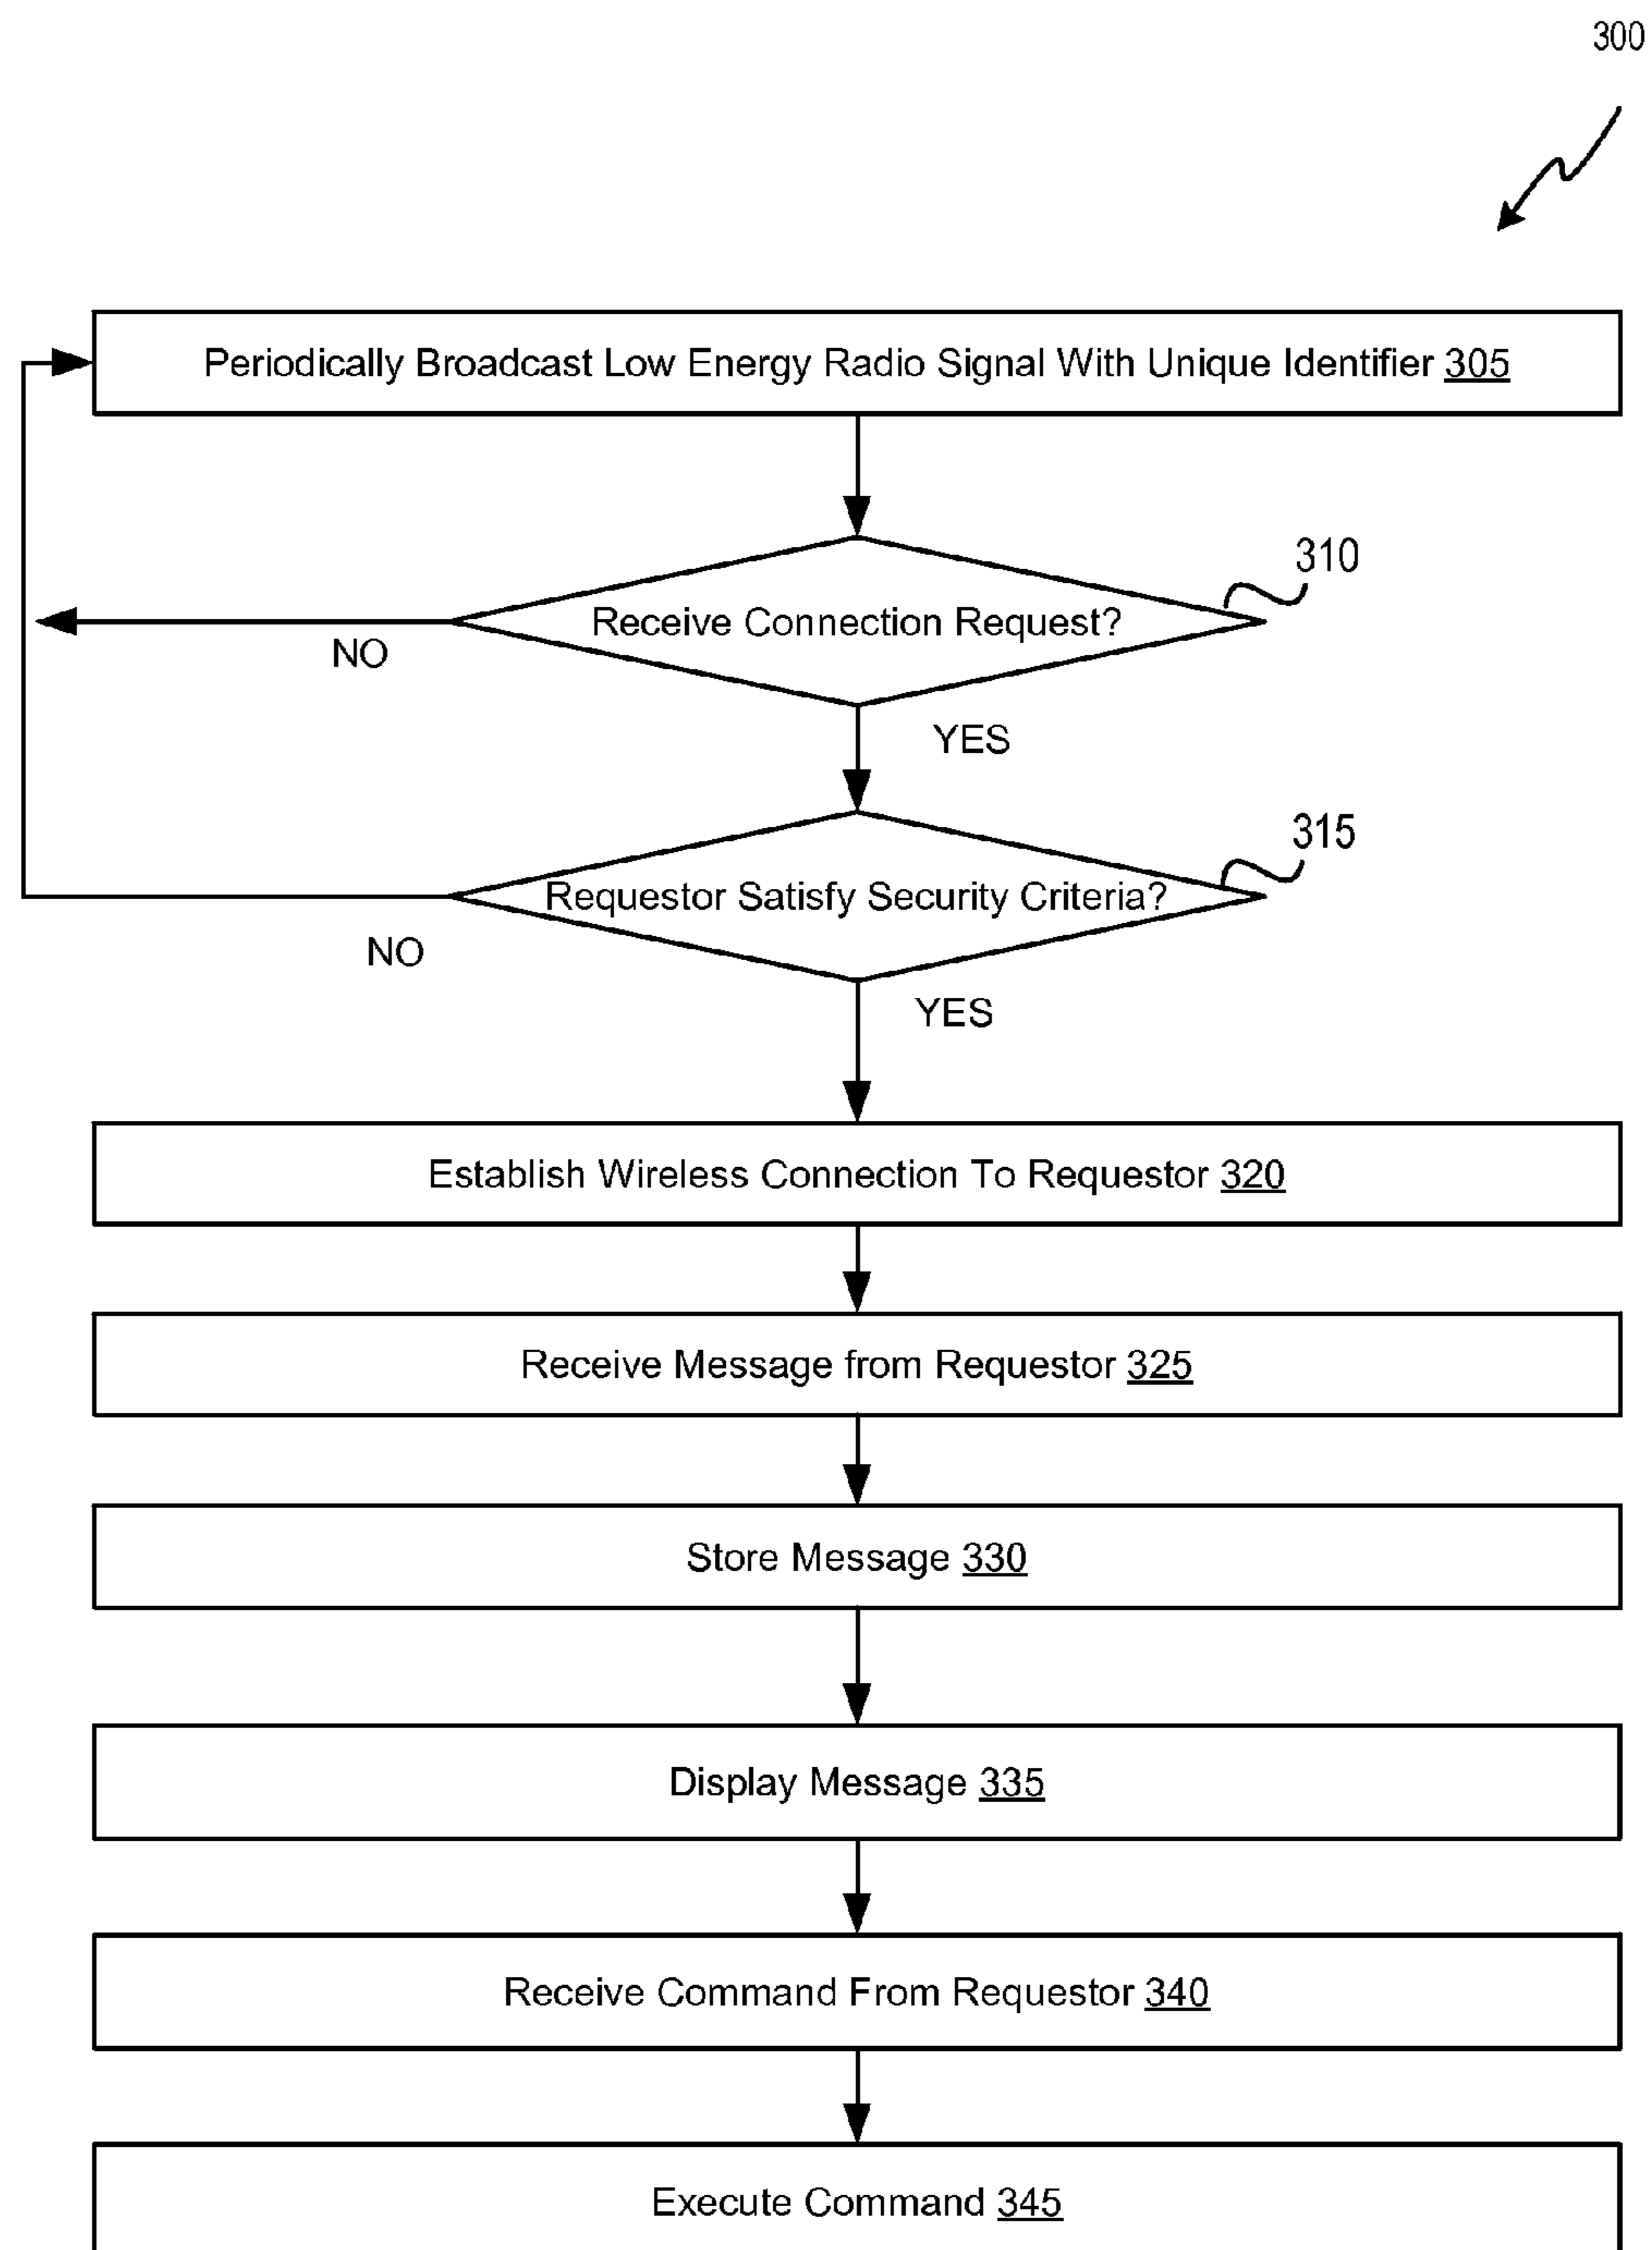 300
Periodically Broadcast Low Energy Radio Signal With Unique Identifier 305
310
Receive Connection Request?
NO
YES
315
Requestor Satisfy Security Criteria?
NO
YES
Establish Wireless Connection To Requestor 320
Receive Message from Requestor 325
Store Message 330
Display Message 335
Receive Command From Requestor 340
Execute Command 345